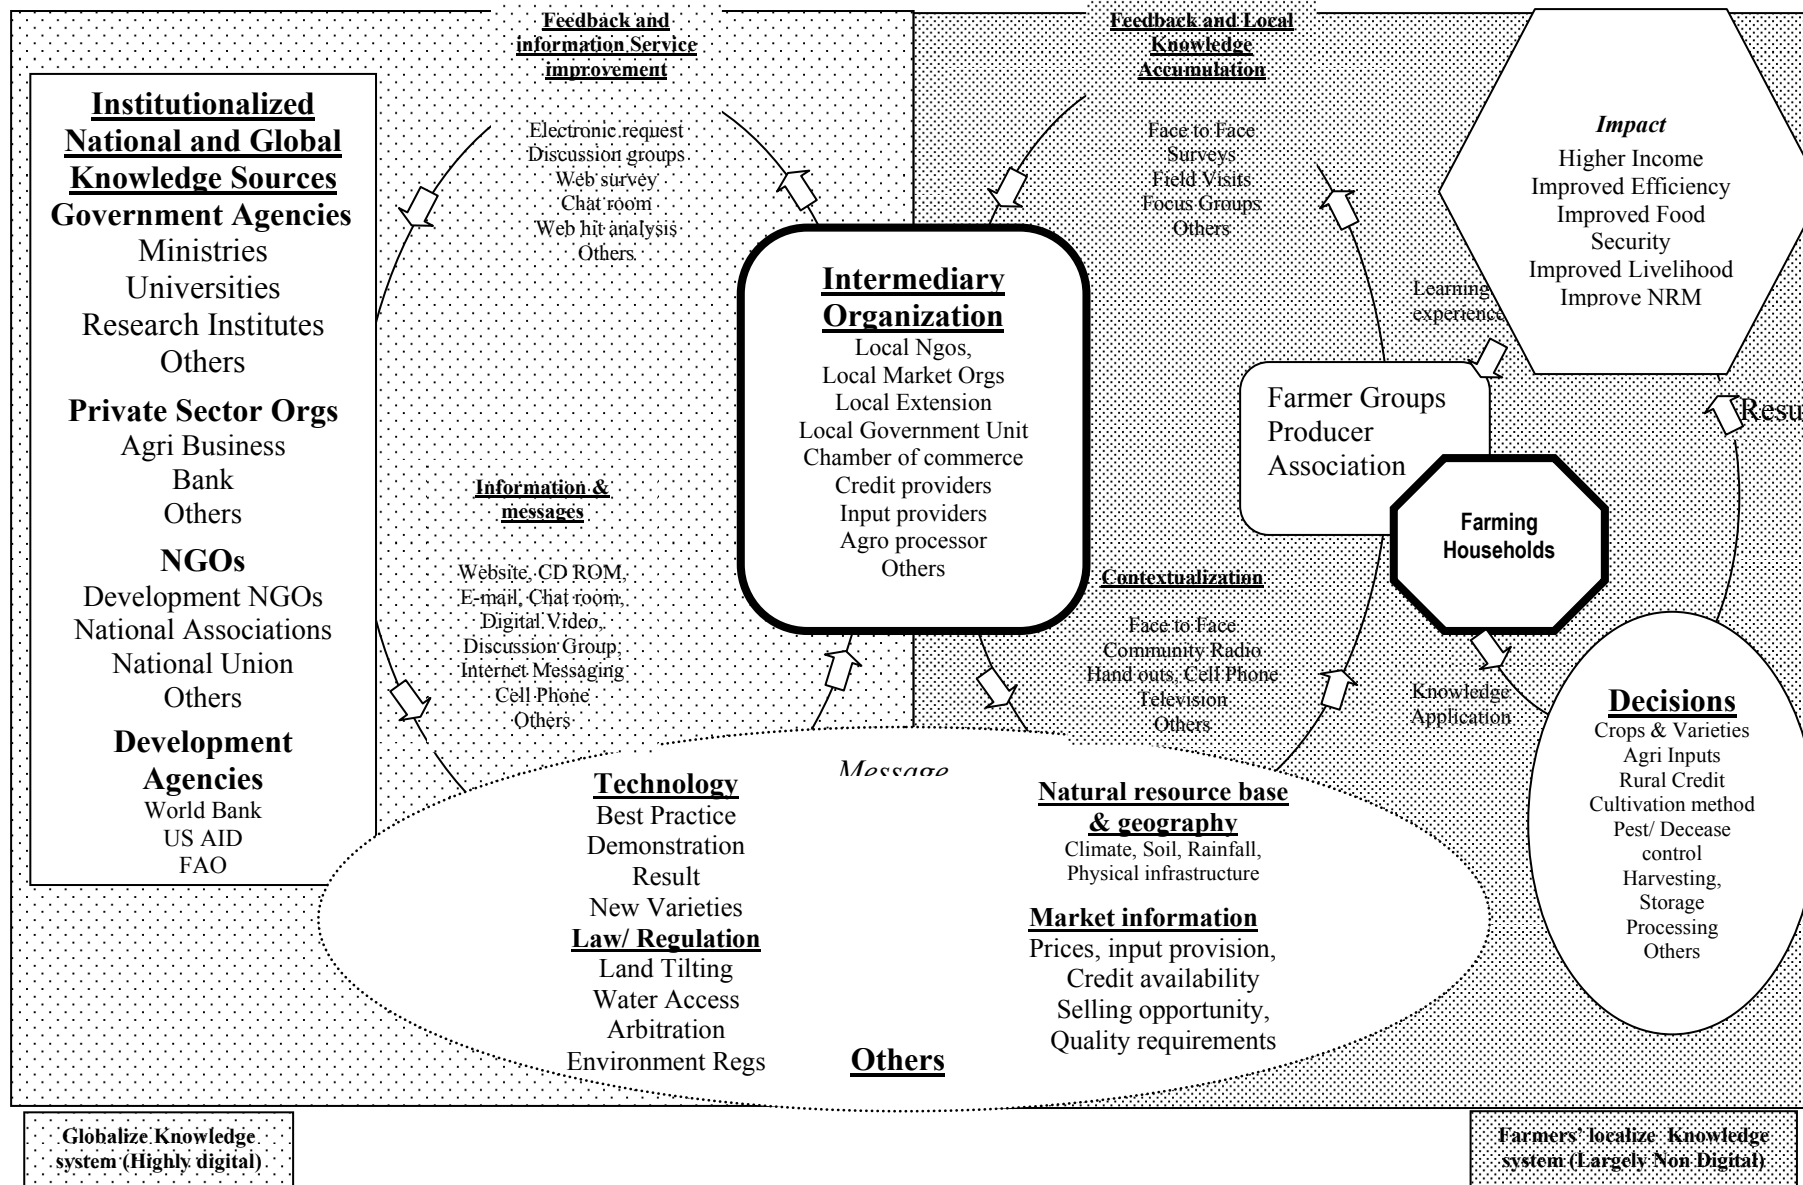 Feedback and
information Service
improvement
Electronic request
Discussion groups
Web survey
Chat room
Web hit analysis
Others
Feedback and Local
Knowledge
Accumulation
Face to Face
Surveys
Field Visits
Focus Groups
Others
Institutionalized
National and Global
Knowledge Sources
Government Agencies
Ministries
Universities
Research Institutes
Others
Private Sector Orgs
Agri Business
Bank
Others
NGOs
Development NGOs
National Associations
National Union
Others
Development
Agencies
World Bank
US AID
FAO
Intermediary
Organization
Local Ngos,
Local Market Orgs
Local Extension
Local Government Unit
Chamber of commerce
Credit providers
Input providers
Agro processor
Others
Impact
Higher Income
Improved Efficiency
Improved Food
Security
Improved Livelihood
Improve NRM
Learning
experience
Farmer Groups
Producer
Association
Farming
Households
Resu
Information &
messages
Website, CD ROM,
E-mail, Chat room,
Digital Video,
Discussion Group,
Internet Messaging
Cell Phone
Others
Contextualization
Face to Face
Community Radio
Hand outs, Cell Phone
Television
Others
Knowledge
Application
Decisions
Crops & Varieties
Agri Inputs
Rural Credit
Cultivation method
Pest/ Decease
control
Harvesting,
Storage
Processing
Others
Message
Technology
Best Practice
Demonstration
Result
New Varieties
Law/ Regulation
Land Tilting
Water Access
Arbitration
Environment Regs
Natural resource base
& geography
Climate, Soil, Rainfall,
Physical infrastructure
Market information
Prices, input provision,
Credit availability
Selling opportunity,
Quality requirements
Others
Globalize Knowledge
system (Highly digital)
Farmers' localize Knowledge
system (Largely Non Digital)